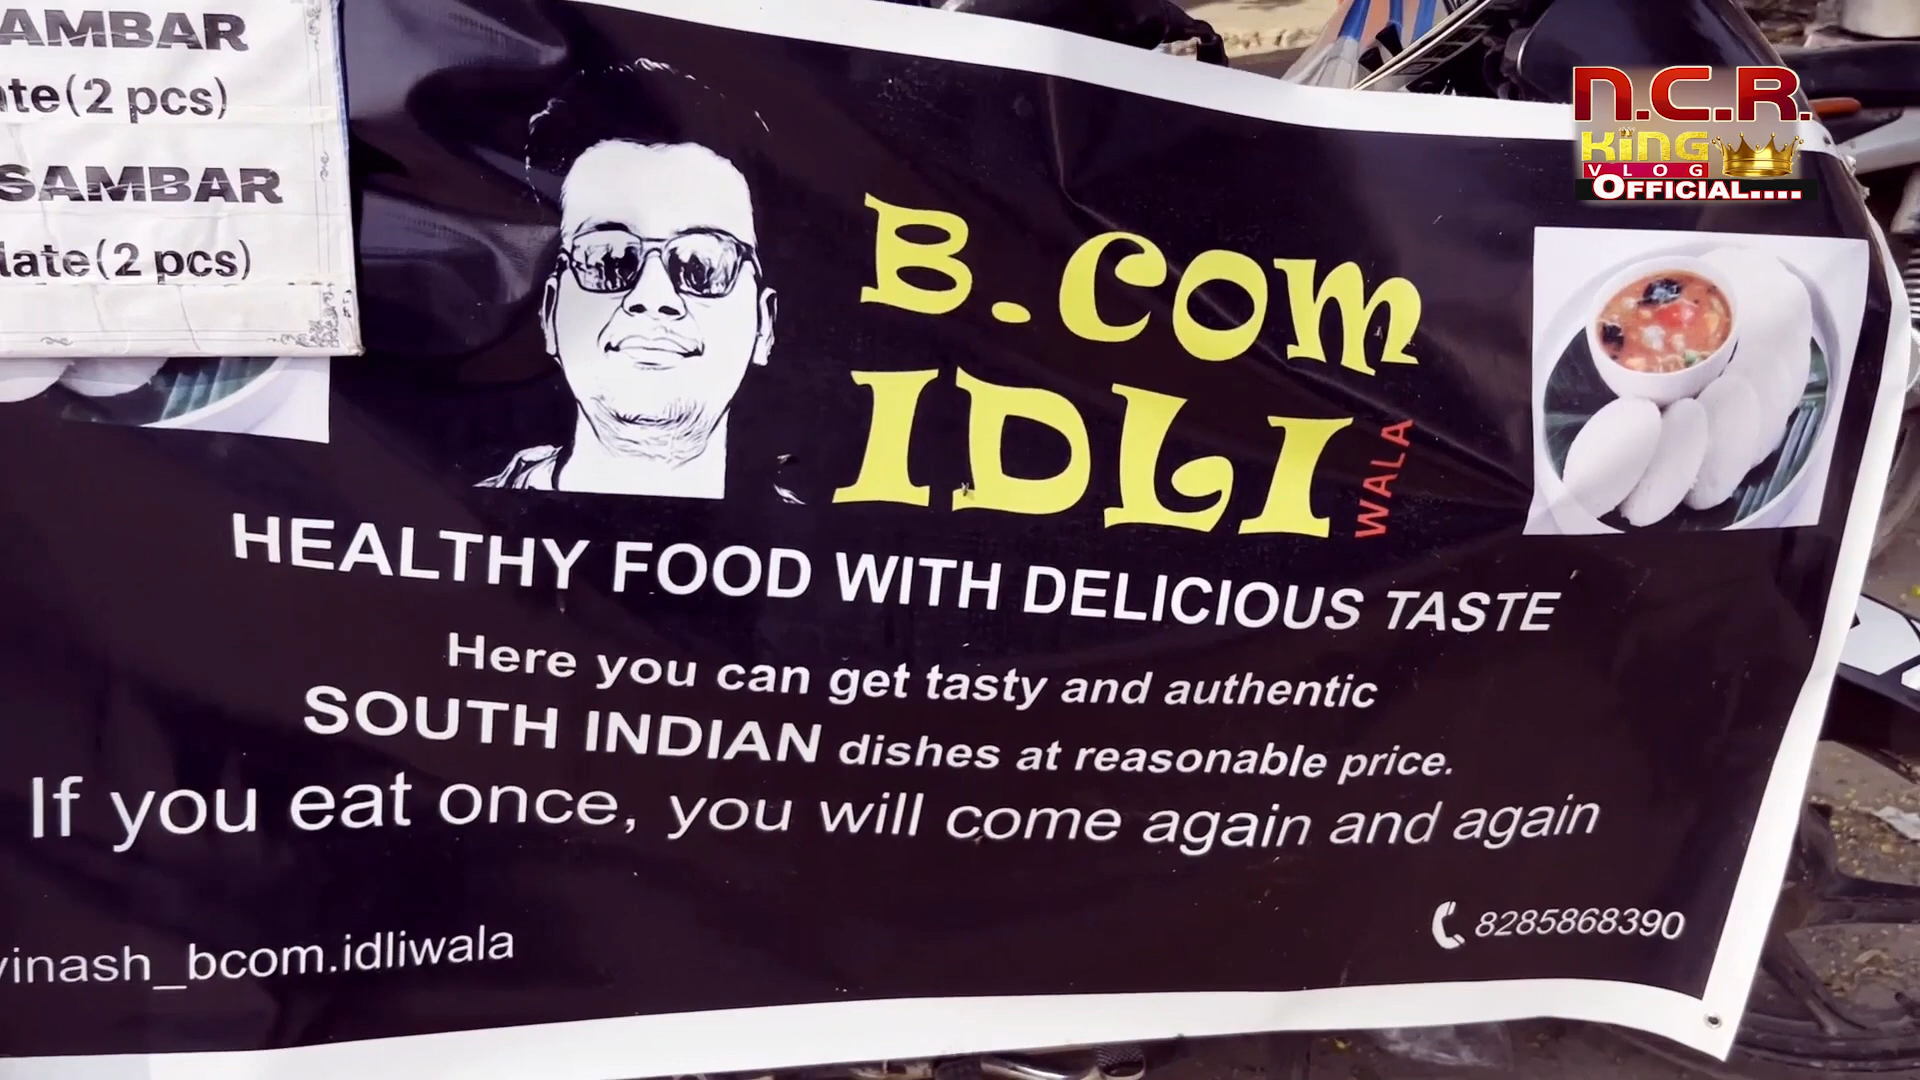 AMBAR
te(2 pcs)
SAMBAR
late(2 pcs)
N.C.R.
King
VLOG
OFFICIAL....
B.COM
IDLI
WALA
HEALTHY FOOD WITH DELICIOUS TASTE
Here you can get tasty and authentic
SOUTH INDIAN dishes at reasonable price.
If you eat once, you will come again and again
vinash_bcom.idliwala
8285868390